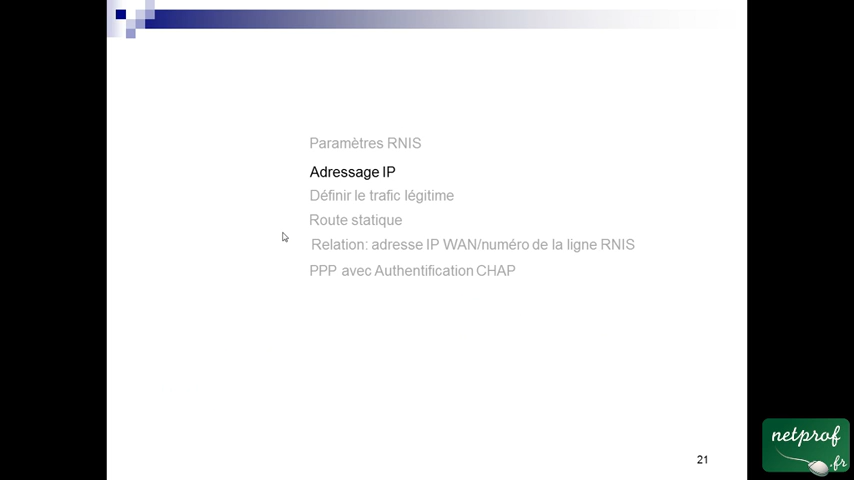 Paramètres RNIS
Adressage IP
Définir le trafic légitime
Route statique
Relation: adresse IP WAN/numéro de la ligne RNIS
PPP avec Authentification CHAP
21
netprof
.fr